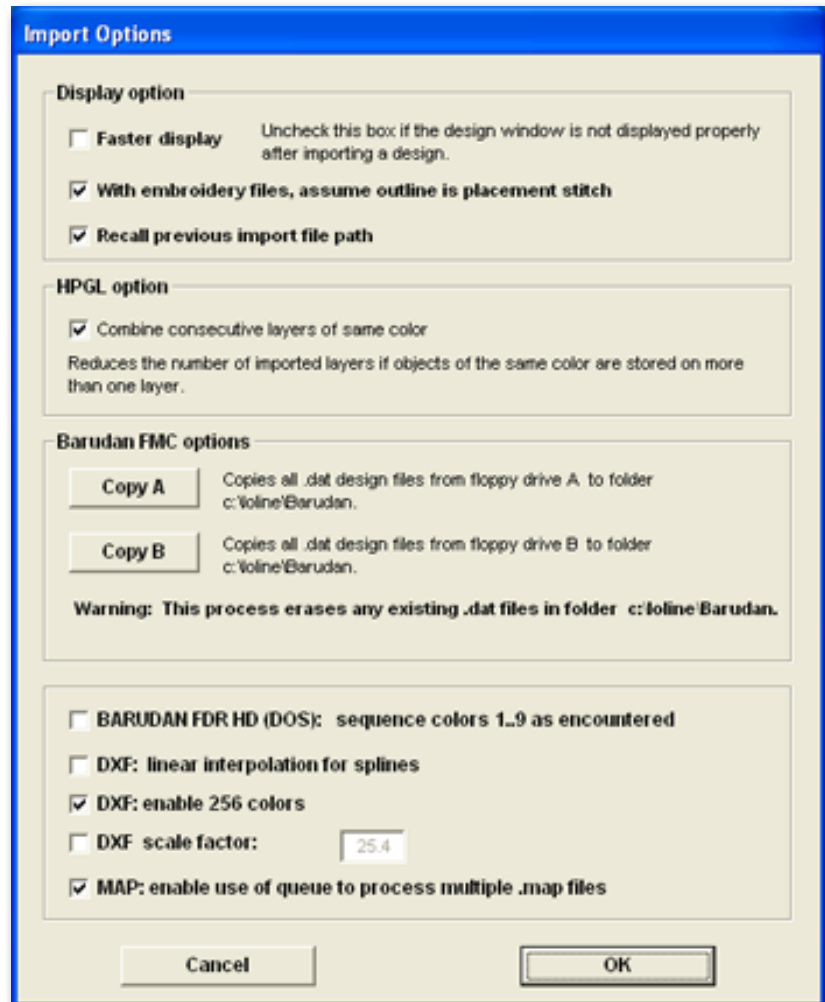 Import Options
Display option
Faster display
Uncheck this box if the design window is not displayed properly
after importing a design.
With embroidery files, assume outline is placement stitch
Recall previous import file path
HPGL option
Combine consecutive layers of same color
Reduces the number of imported layers if objects of the same color are stored on more
than one layer.
Barudan FMC options
Copy A
Copies all .dat design files from floppy drive A to folder
c:\Ioline\Barudan.
Copy B
Copies all .dat design files from floppy drive B to folder
c:\Ioline\Barudan.
Warning: This process erases any existing .dat files in folder c:\Ioline\Barudan.
BARUDAN FDR HD (DOS): sequence colors 1..9 as encountered
DXF: linear interpolation for splines
DXF: enable 256 colors
DXF scale factor: 25.4
MAP: enable use of queue to process multiple .map files
Cancel OK